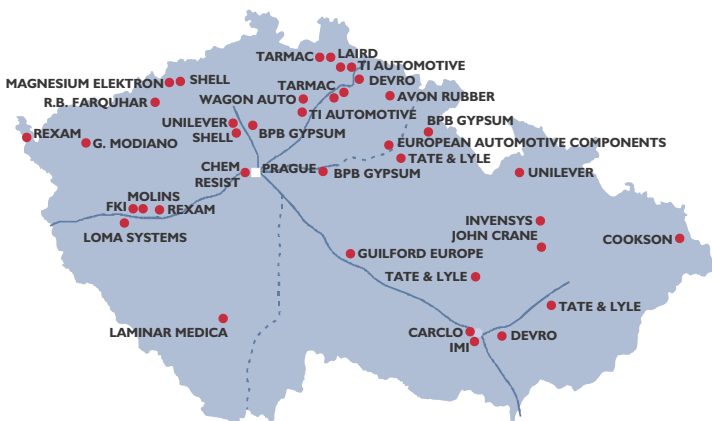 TARMAC
LAIRD
TI AUTOMOTIVE
MAGNESIUM ELEKTRON
SHELL
DEVRO
TARMAC
R.B. FARQUHAR
WAGON AUTO
AVON RUBBER
TI AUTOMOTIVE
UNILEVER
BPB GYPSUM
BPB GYPSUM
REXAM
SHELL
G. MODIANO
EUROPEAN AUTOMOTIVE COMPONENTS
TATE & LYLE
CHEM
RESIST
PRAGUE
BPB GYPSUM
UNILEVER
MOLINS
FKI
REXAM
LOMA SYSTEMS
INVENSYS
JOHN CRANE
COOKSON
GUILFORD EUROPE
TATE & LYLE
TATE & LYLE
LAMINAR MEDICA
CARCLO
IMI
DEVRO